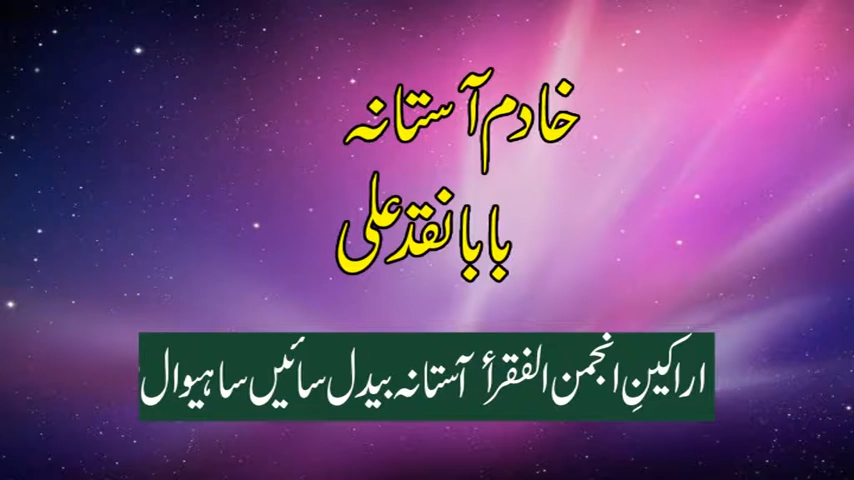 خادم آستانہ
بابا نقد علی
اراکینِ انجمن الفقرأ آستانہ بیدل سائیں ساہیوال